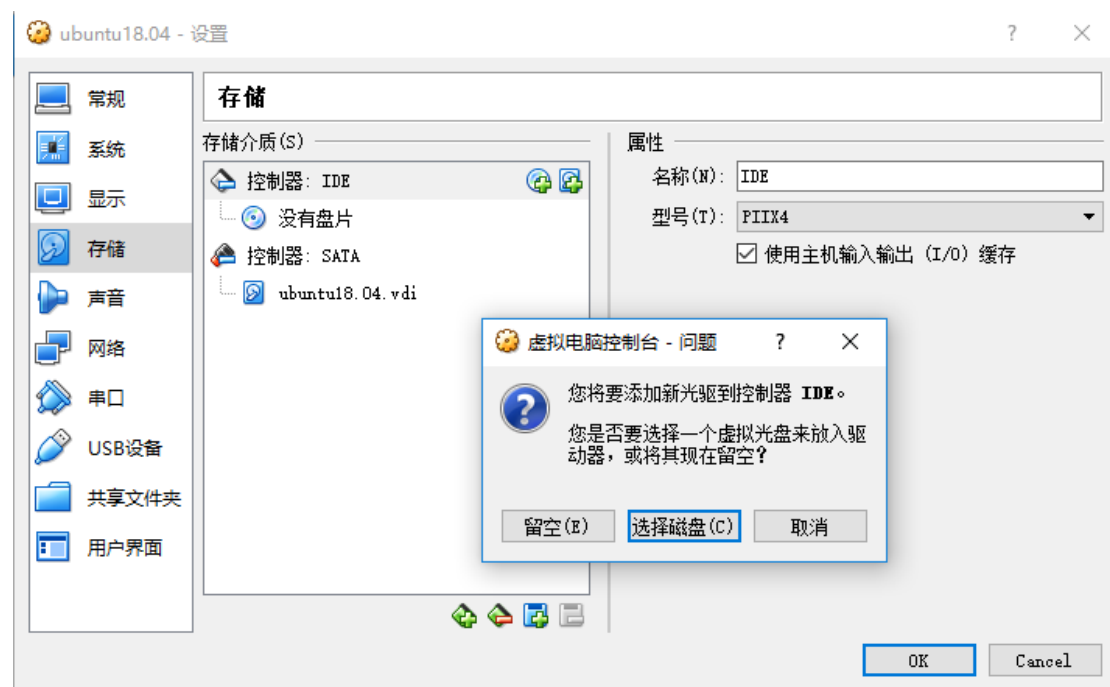 ubuntu18.04 - 设置
常规
系统
显示
存储
声音
网络
串口
USB设备
共享文件夹
用户界面
存储
存储介质(S)
控制器: IDE
没有盘片
控制器: SATA
ubuntu18.04.vdi
属性
名称(N): IDE
型号(T): PIIX4
使用主机输入输出 (I/O) 缓存
虚拟电脑控制台 - 问题
您将要添加新光驱到控制器 IDE。
您是否要选择一个虚拟光盘来放入驱
动器，或将其现在留空?
留空(E) 选择磁盘(C) 取消
OK Cancel